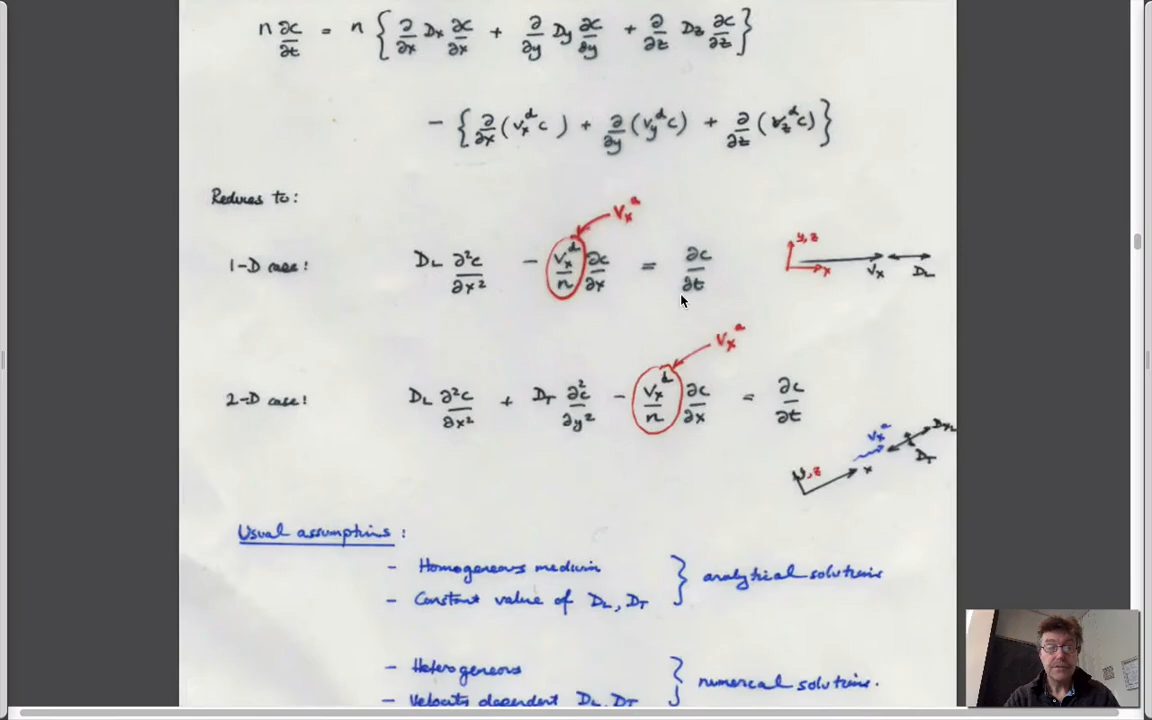 n ∂c/∂t = n { ∂/∂x Dx ∂c/∂x + ∂/∂y Dy ∂c/∂y + ∂/∂z Dz ∂c/∂z }
- { ∂/∂x (vx^d c) + ∂/∂y (vy^d c) + ∂/∂z (vz^d c) }
Reduces to:
vx^a
1-D case: DL ∂²c/∂x² - vx^d/n ∂c/∂x = ∂c/∂t
y,z
x vx DL
vx^a
2-D case: DL ∂²c/∂x² + DT ∂²c/∂y² - vx^d/n ∂c/∂x = ∂c/∂t
vx^a DT
y,z x
Usual assumptions:
- Homogeneous medium } analytical solutions
- Constant value of DL, DT
- Heterogeneous } numerical solutions.
- Velocity dependent DL, DT